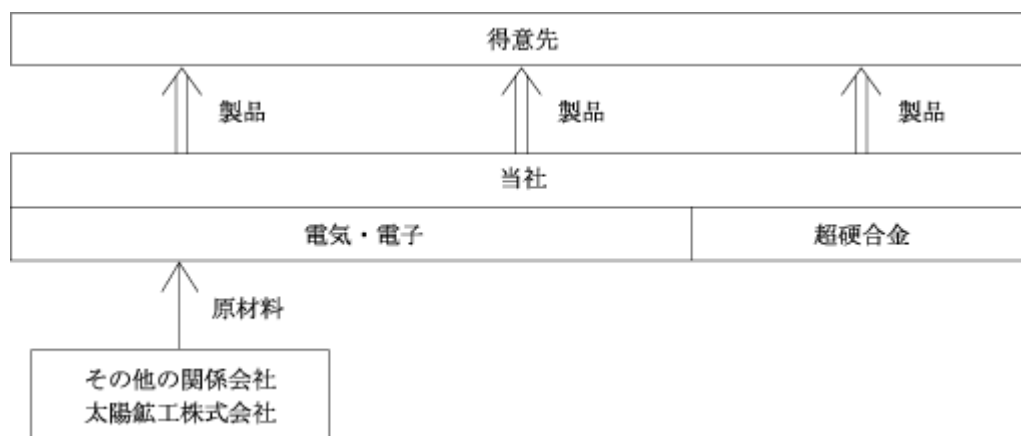 得意先
製品
製品
製品
当社
電気・電子
超硬合金
原材料
その他の関係会社
太陽鉱工株式会社